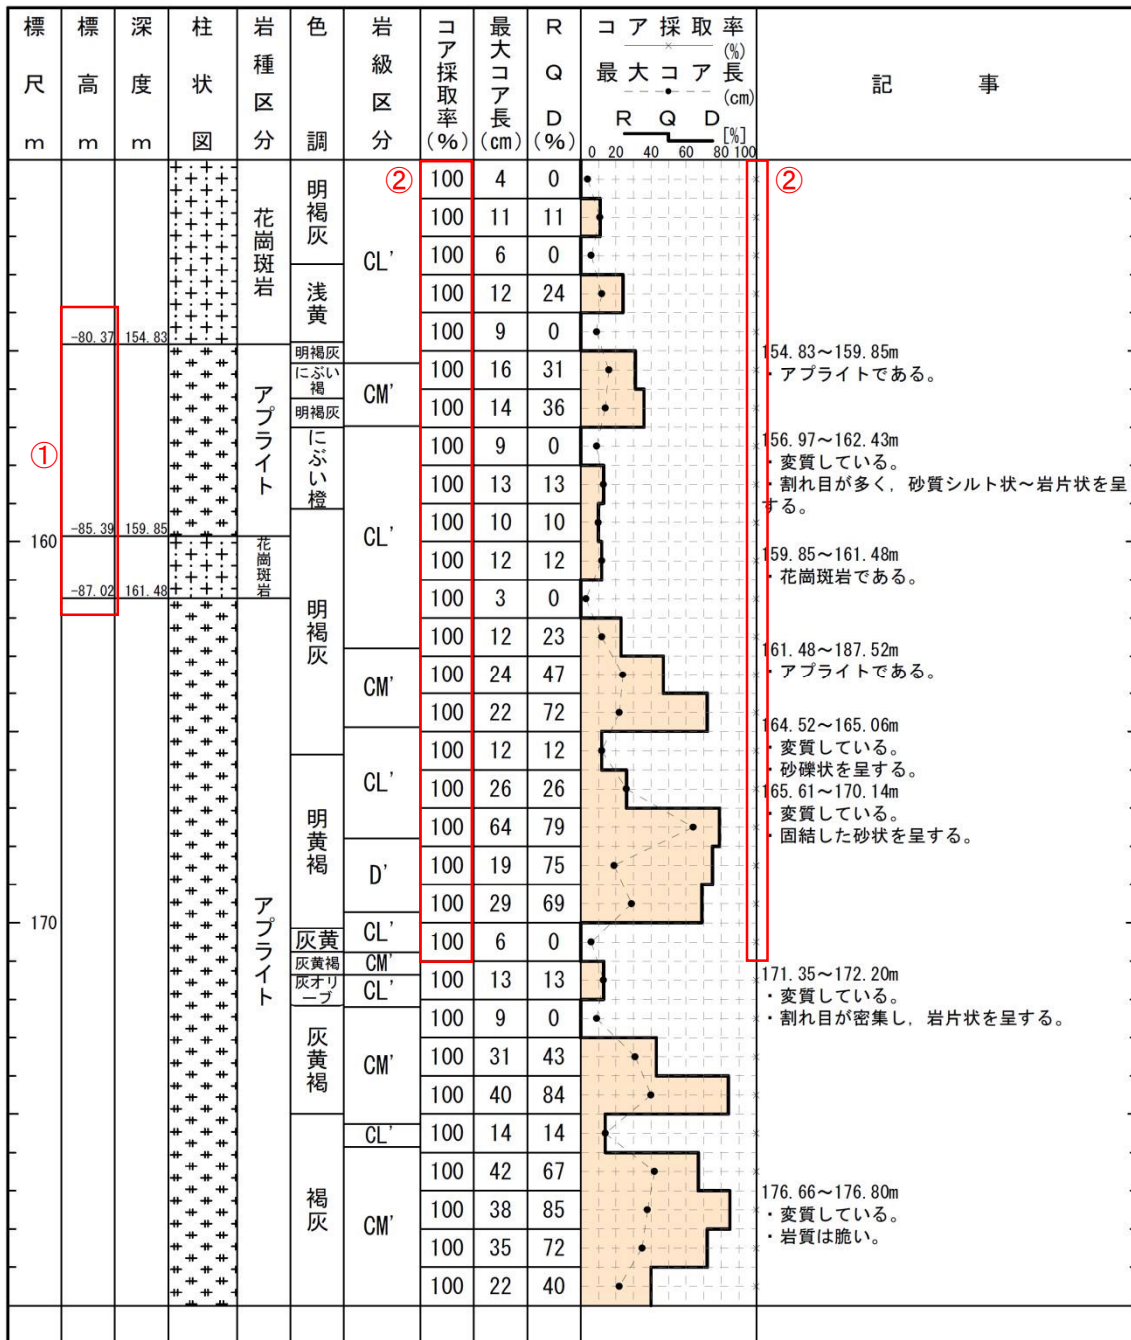 標尺m
標高m
深度m
柱状図
岩種区分
色調
岩級区分
コア採取率(%)
最大コア長(cm)
RQD(%)
コア採取率(%)
最大コア長(cm)
RQD[%]
0 20 40 60 80 100
記事
① ② ②
-80.37 154.83
-85.39 159.85
-87.02 161.48
160
170
花崗斑岩
アプライト
花崗斑岩
アプライト
明褐灰
浅黄
明褐灰
にぶい褐
明褐灰
にぶい橙
明褐灰
明黄褐
灰黄
灰黄褐
灰オリーブ
灰黄褐
褐灰
CL'
CM'
CL'
CM'
CL'
D'
CL'
CM'
CL'
CM'
CL'
CM'
100 4 0
100 11 11
100 6 0
100 12 24
100 9 0
100 16 31
100 14 36
100 9 0
100 13 13
100 10 10
100 12 12
100 3 0
100 12 23
100 24 47
100 22 72
100 12 12
100 26 26
100 64 79
100 19 75
100 29 69
100 6 0
100 13 13
100 9 0
100 31 43
100 40 84
100 14 14
100 42 67
100 38 85
100 35 72
100 22 40
154.83～159.85m
・アプライトである。
156.97～162.43m
・変質している。
・割れ目が多く，砂質シルト状～岩片状を呈
する。
159.85～161.48m
・花崗斑岩である。
161.48～187.52m
・アプライトである。
164.52～165.06m
・変質している。
・砂礫状を呈する。
165.61～170.14m
・変質している。
・固結した砂状を呈する。
171.35～172.20m
・変質している。
・割れ目が密集し，岩片状を呈する。
176.66～176.80m
・変質している。
・岩質は脆い。